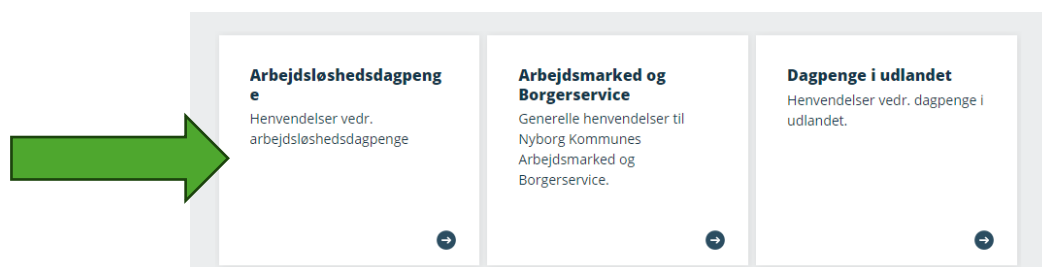 Arbejdsløshedsdagpeng
e
Henvendelser vedr.
arbejdsløshedsdagpenge
Arbejdsmarked og
Borgerservice
Generelle henvendelser til
Nyborg Kommunes
Arbejdsmarked og
Borgerservice.
Dagpenge i udlandet
Henvendelser vedr. dagpenge i
udlandet.